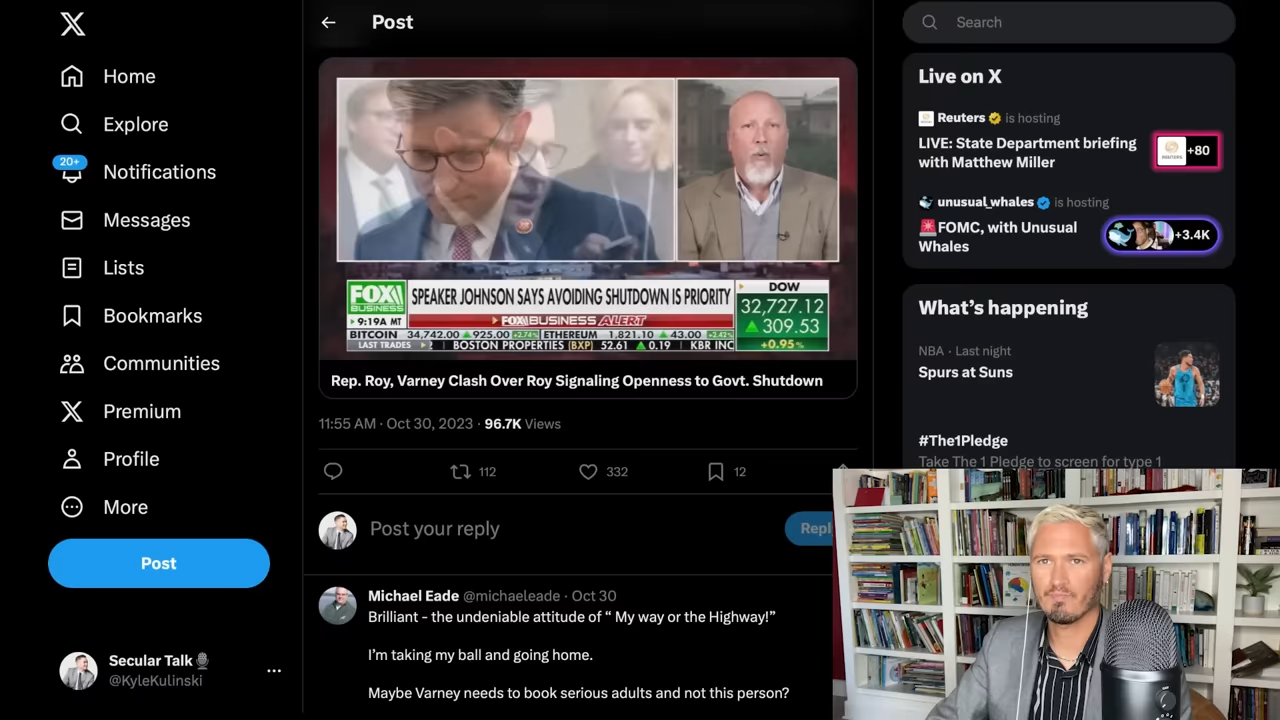 Home
Explore
20+
Notifications
Messages
Lists
Bookmarks
Communities
Premium
Profile
More
Post
Secular Talk
@KyleKulinski
Post
FOX
BUSINESS
9:19A MT
SPEAKER JOHNSON SAYS AVOIDING SHUTDOWN IS PRIORITY
FOX BUSINESS ALERT
BITCOIN 34,742.00 925.00 +2.74% ETHEREUM 1,821.10 43.00 +2.42%
LAST TRADES BOSTON PROPERTIES (BXP) 52.61 0.19 KBR INC
DOW
32,727.12
309.53
+0.95%
Rep. Roy, Varney Clash Over Roy Signaling Openness to Govt. Shutdown
11:55 AM · Oct 30, 2023 · 96.7K Views
112
332
12
Post your reply
Repl
Michael Eade @michaeleade · Oct 30
Brilliant - the undeniable attitude of “ My way or the Highway!”
I’m taking my ball and going home.
Maybe Varney needs to book serious adults and not this person?
Search
Live on X
Reuters is hosting
LIVE: State Department briefing
with Matthew Miller
REUTERS
+80
unusual_whales is hosting
FOMC, with Unusual
Whales
+3.4K
What’s happening
NBA · Last night
Spurs at Suns
#The1Pledge
Take The 1 Pledge to screen for type 1